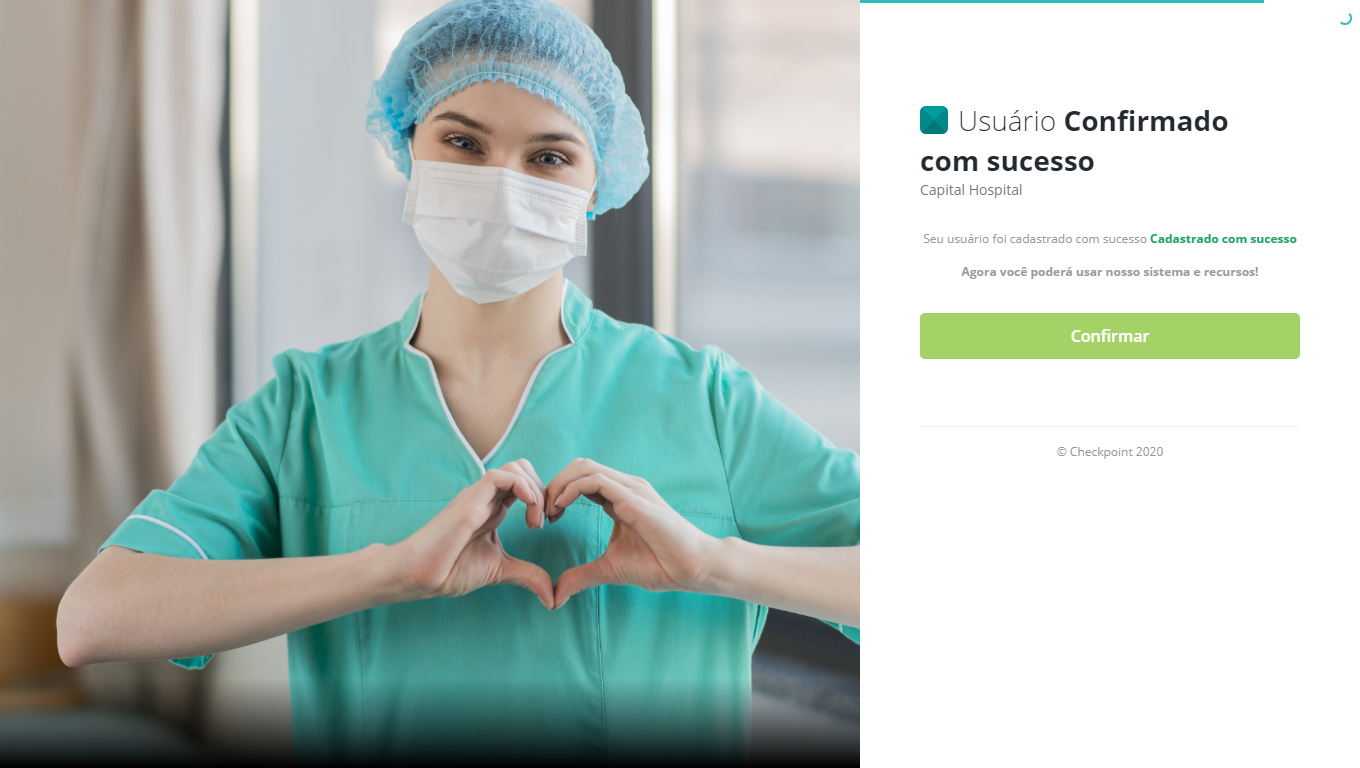 Usuário Confirmado
com sucesso
Capital Hospital
Seu usuário foi cadastrado com sucesso Cadastrado com sucesso
Agora você poderá usar nosso sistema e recursos!
Confirmar
© Checkpoint 2020